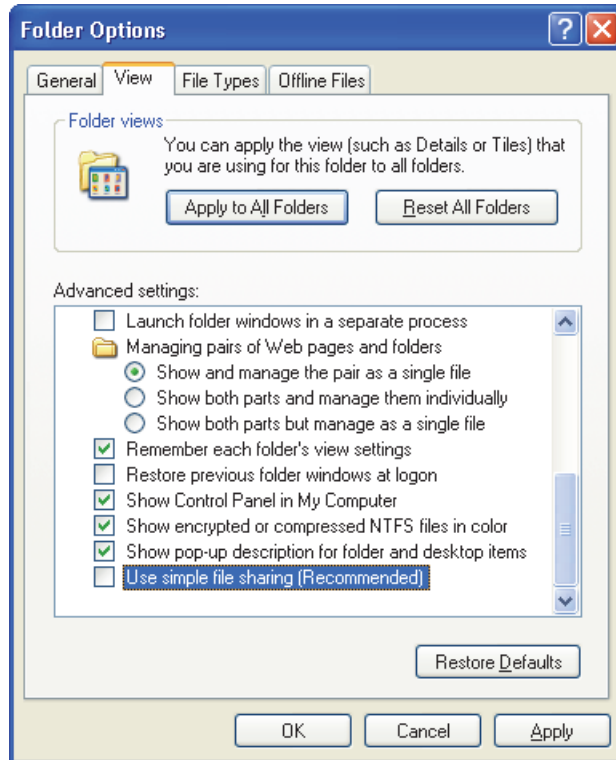 Folder Options
General View File Types Offline Files
Folder views
You can apply the view (such as Details or Tiles) that
you are using for this folder to all folders.
Apply to All Folders Reset All Folders
Advanced settings:
Launch folder windows in a separate process
Managing pairs of Web pages and folders
Show and manage the pair as a single file
Show both parts and manage them individually
Show both parts but manage as a single file
Remember each folder's view settings
Restore previous folder windows at logon
Show Control Panel in My Computer
Show encrypted or compressed NTFS files in color
Show pop-up description for folder and desktop items
Use simple file sharing (Recommended)
Restore Defaults
OK Cancel Apply